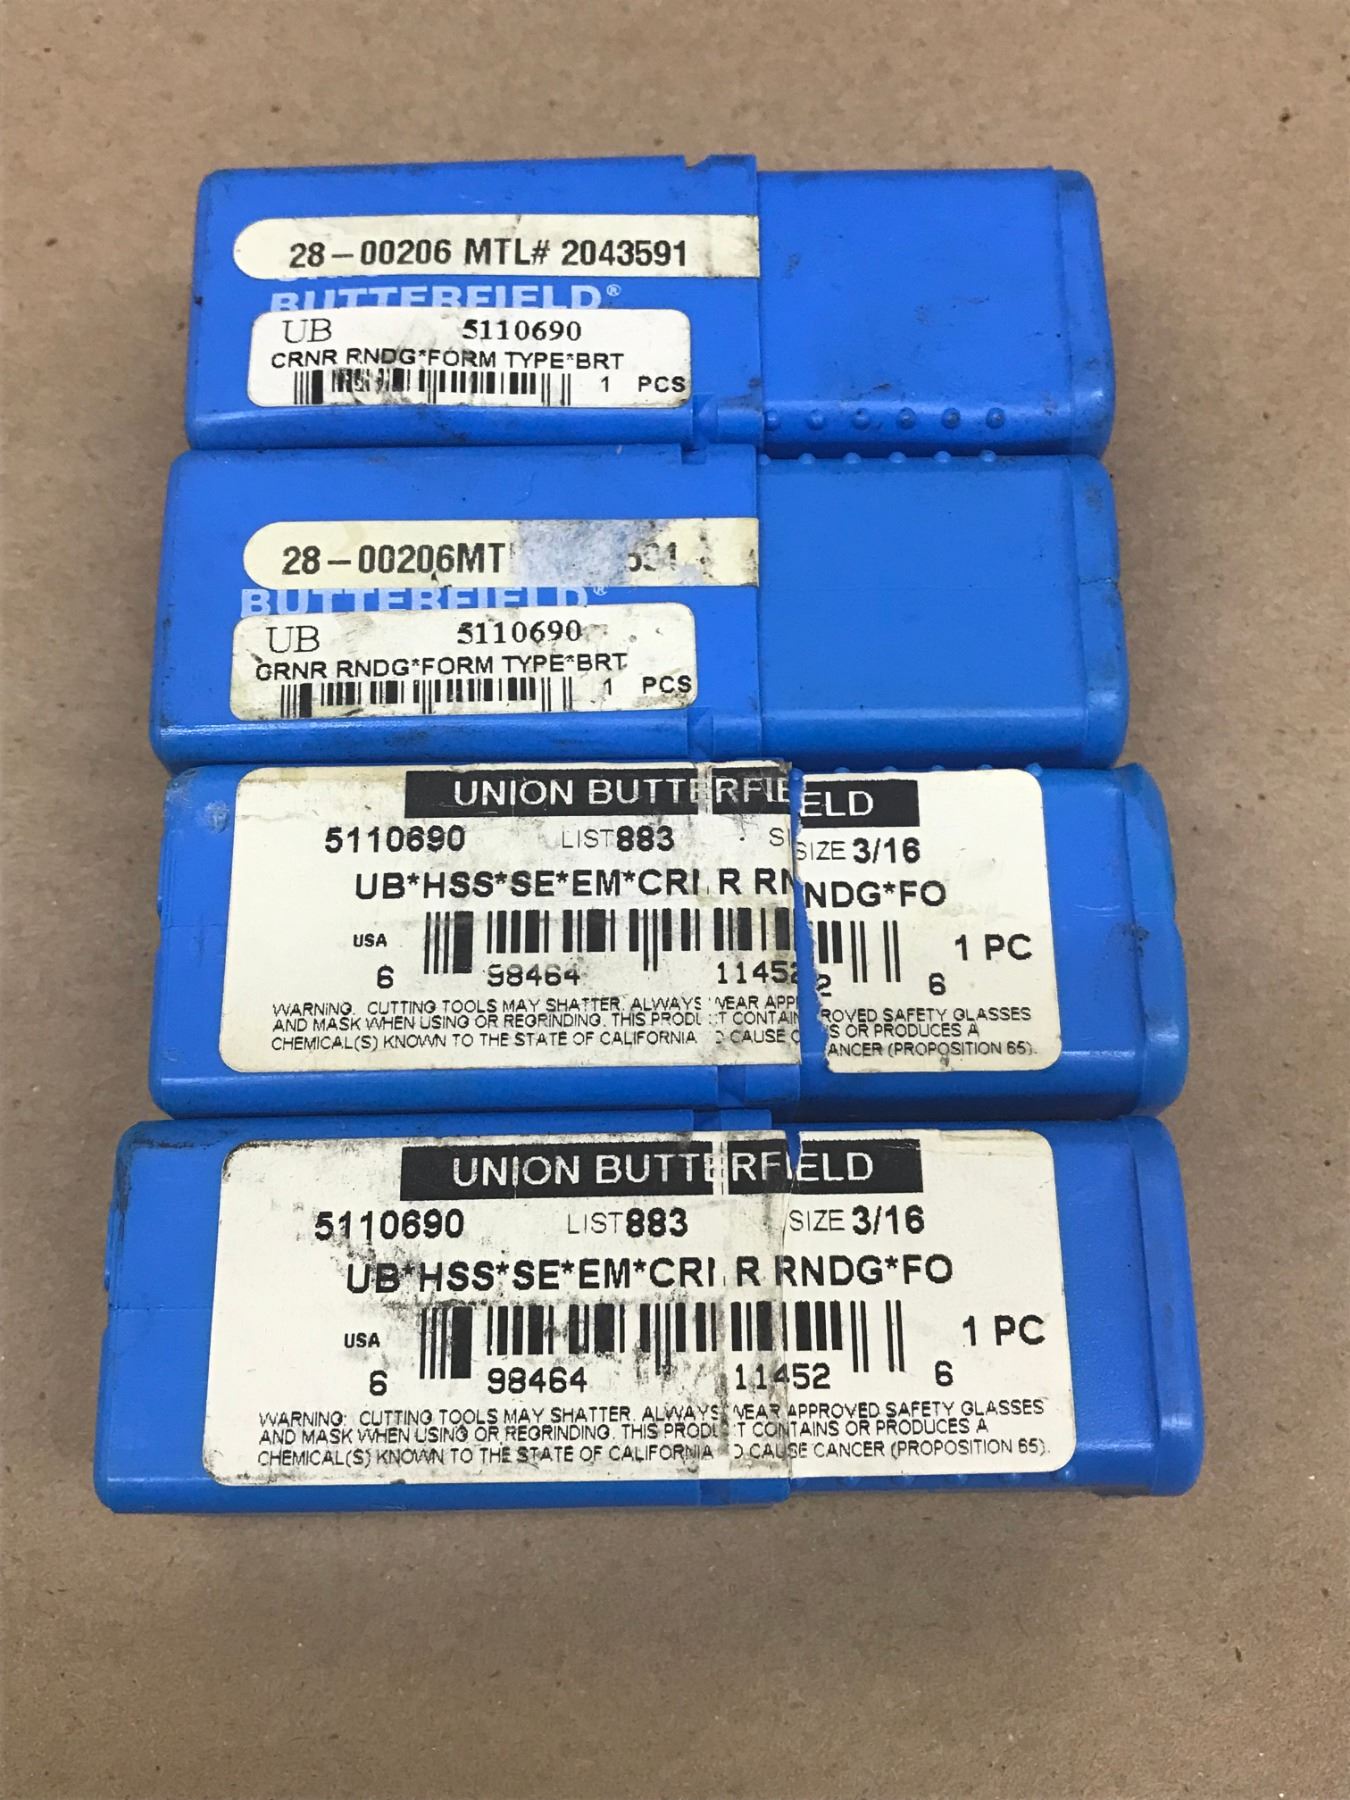 28-00206 MTL# 2043591
BUTTERFIELD®
UB 5110690
CRNR RNDG*FORM TYPE*BRT
1 PCS
28-00206MT
BUTTERFIELD®
UB 5110690
CRNR RNDG*FORM TYPE*BRT
1 PCS
UNION BUTTERFIELD
5110690 LIST 883 SIZE 3/16
UB*HSS*SE*EM*CRNR RNDG*FO
USA 1 PC
6 98464 11452 6
WARNING: CUTTING TOOLS MAY SHATTER. ALWAYS WEAR APPROVED SAFETY GLASSES
AND MASK WHEN USING OR REGRINDING. THIS PRODUCT CONTAINS OR PRODUCES A
CHEMICAL(S) KNOWN TO THE STATE OF CALIFORNIA TO CAUSE CANCER (PROPOSITION 65).
UNION BUTTERFIELD
5110690 LIST 883 SIZE 3/16
UB*HSS*SE*EM*CRNR RNDG*FO
USA 1 PC
6 98464 11452 6
WARNING: CUTTING TOOLS MAY SHATTER. ALWAYS WEAR APPROVED SAFETY GLASSES
AND MASK WHEN USING OR REGRINDING. THIS PRODUCT CONTAINS OR PRODUCES A
CHEMICAL(S) KNOWN TO THE STATE OF CALIFORNIA TO CAUSE CANCER (PROPOSITION 65).